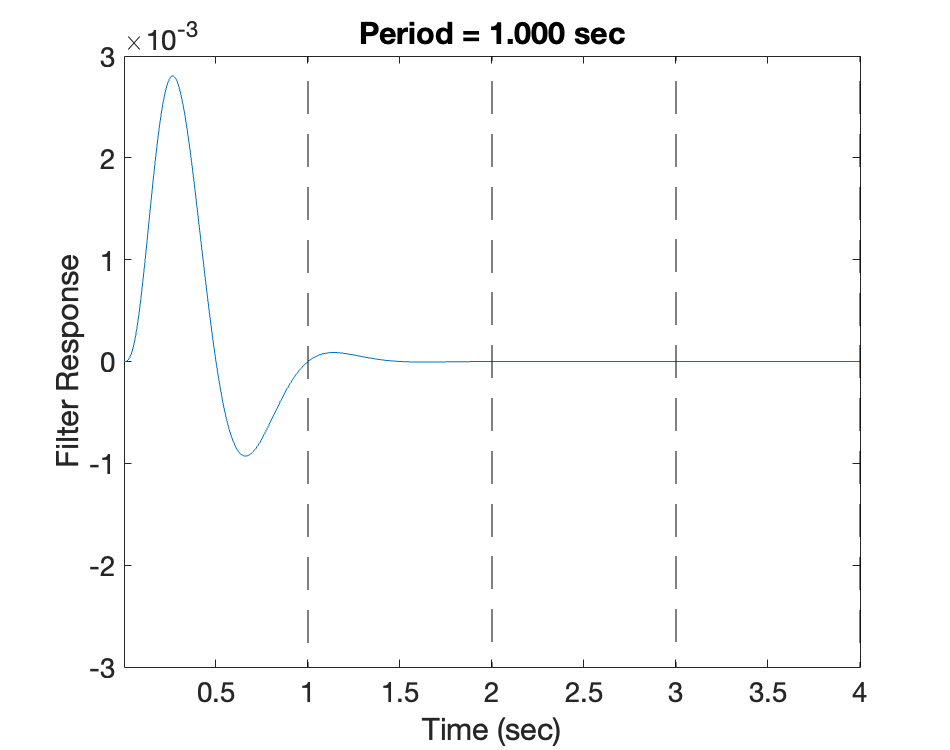 Period = 1.000 sec
×10-3
3
2
1
0
-1
-2
-3
Filter Response
0.5 1 1.5 2 2.5 3 3.5 4
Time (sec)